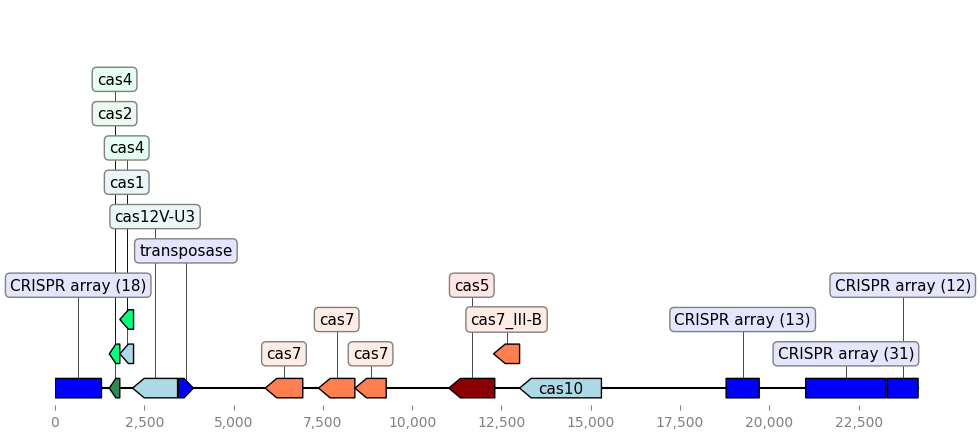 cas4
cas2
cas4
cas1
cas12V-U3
transposase
CRISPR array (18)
cas5
CRISPR array (12)
cas7
cas7_III-B
CRISPR array (13)
cas7
cas7
CRISPR array (31)
cas10
0
2,500
5,000
7,500
10,000
12,500
15,000
17,500
20,000
22,500